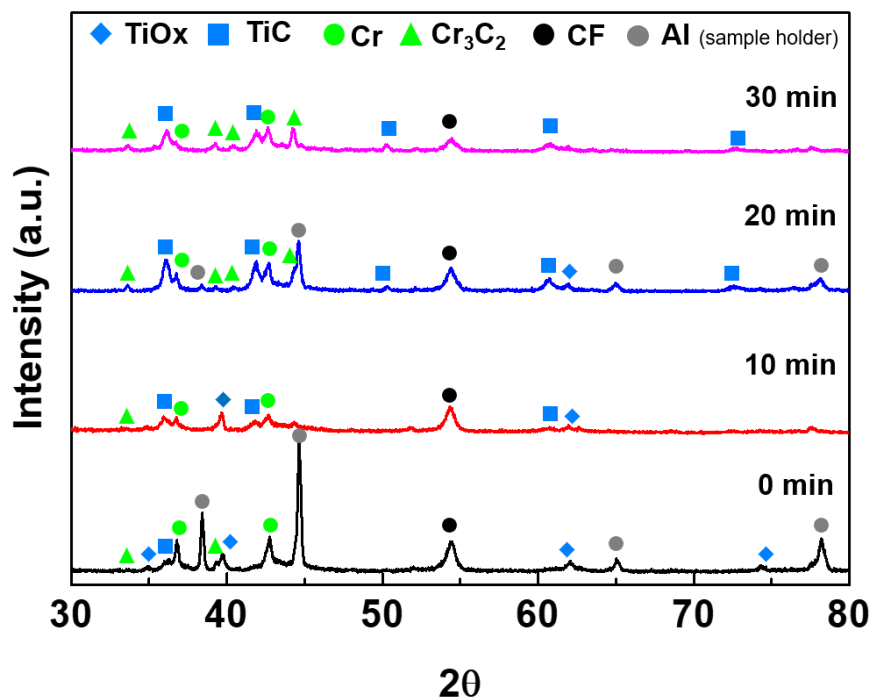 TiOx TiC Cr Cr₃C₂ CF Al (sample holder)
30 min
20 min
10 min
0 min
Intensity (a.u.)
30 40 50 60 70 80
2θ